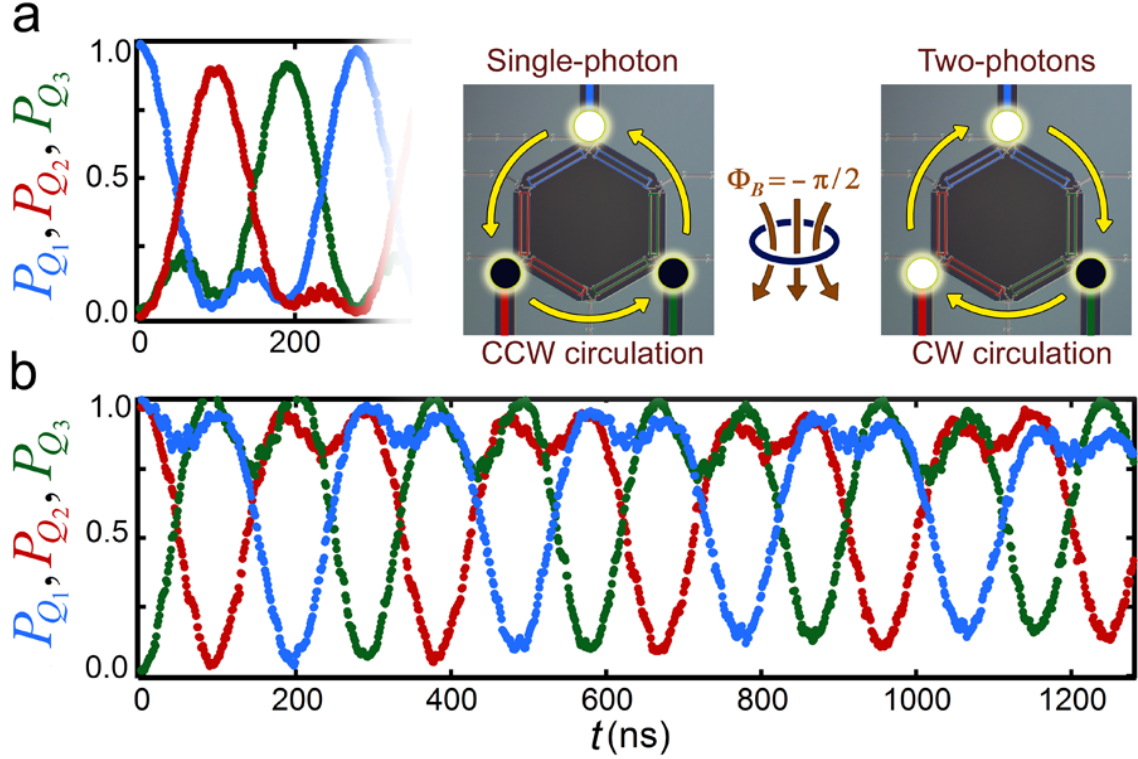 a
P_{Q_1}, P_{Q_2}, P_{Q_3}
1.0
0.5
0.0
0
200
Single-photon
CCW circulation
Φ_B = − π/2
Two-photons
CW circulation
b
P_{Q_1}, P_{Q_2}, P_{Q_3}
1.0
0.5
0.0
0
200
400
600
800
1000
1200
t (ns)